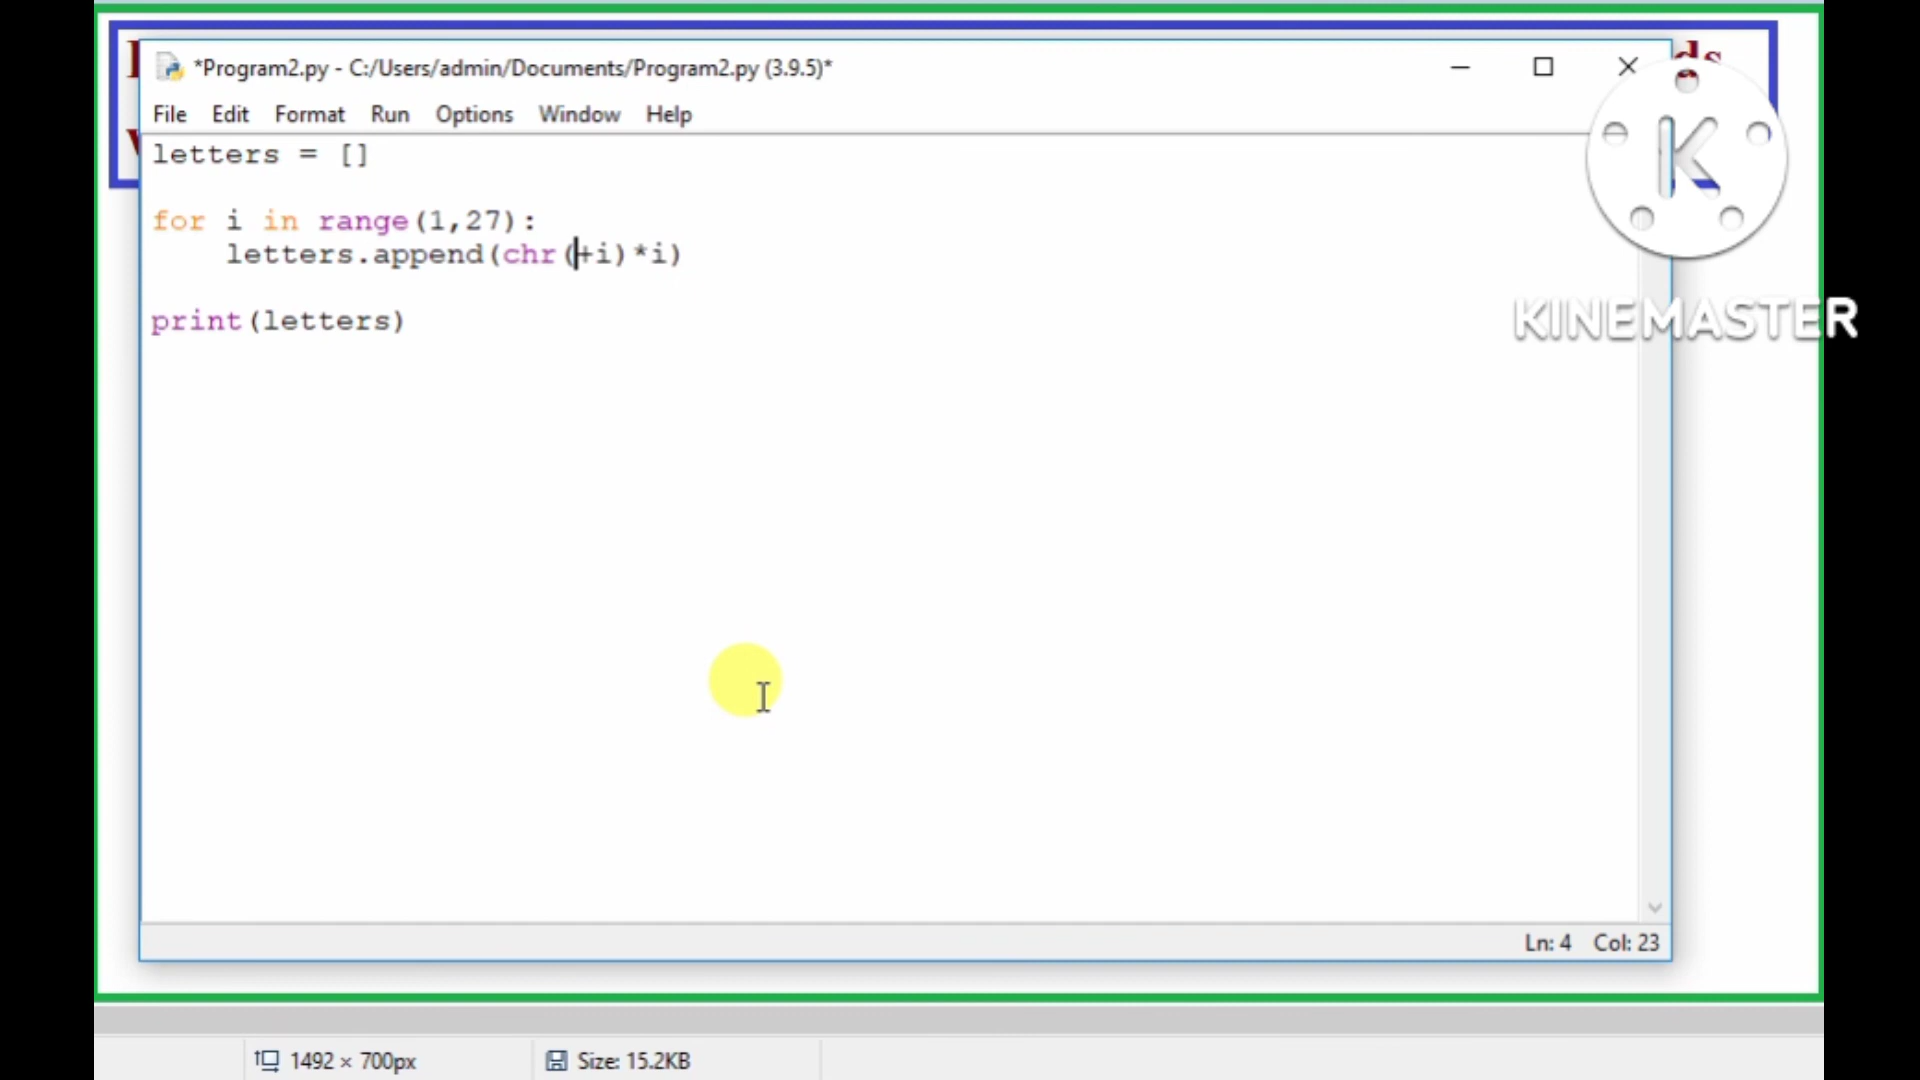 ds
*Program2.py - C:/Users/admin/Documents/Program2.py (3.9.5)*
File Edit Format Run Options Window Help
letters = []
for i in range(1,27):
letters.append(chr(+i)*i)
print(letters)
K
KINEMASTER
Ln: 4 Col: 23
1492 × 700px Size: 15.2KB